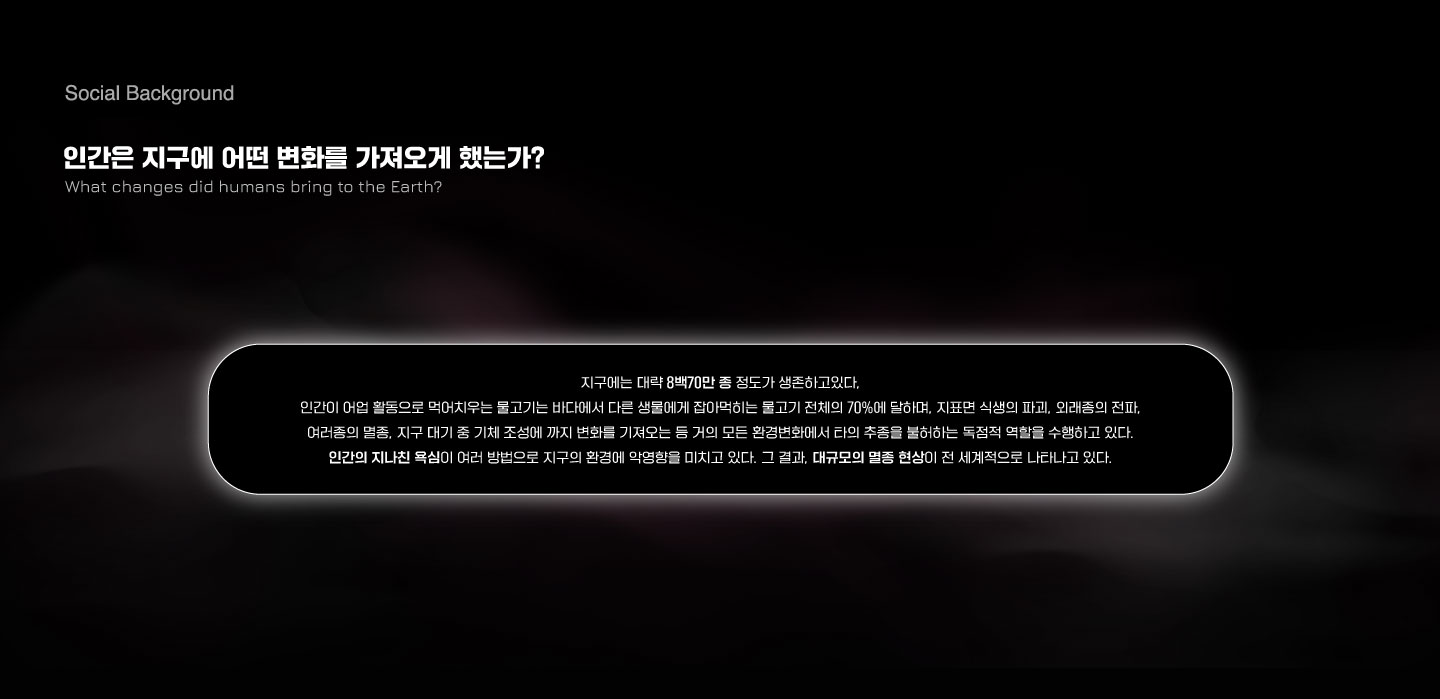 Social Background
인간은 지구에 어떤 변화를 가져오게 했는가?
What changes did humans bring to the Earth?
지구에는 대략 8백70만 종 정도가 생존하고있다,
인간이 어업 활동으로 먹어치우는 물고기는 바다에서 다른 생물에게 잡아먹히는 물고기 전체의 70%에 달하며, 지표면 식생의 파괴, 외래종의 전파,
여러종의 멸종, 지구 대기 중 기체 조성에 까지 변화를 기져오는 등 거의 모든 환경변화에서 타의 추종을 불허하는 독점적 역할을 수행하고 있다.
인간의 지나친 욕심이 여러 방법으로 지구의 환경에 악영향을 미치고 있다. 그 결과, 대규모의 멸종 현상이 전 세계적으로 나타나고 있다.